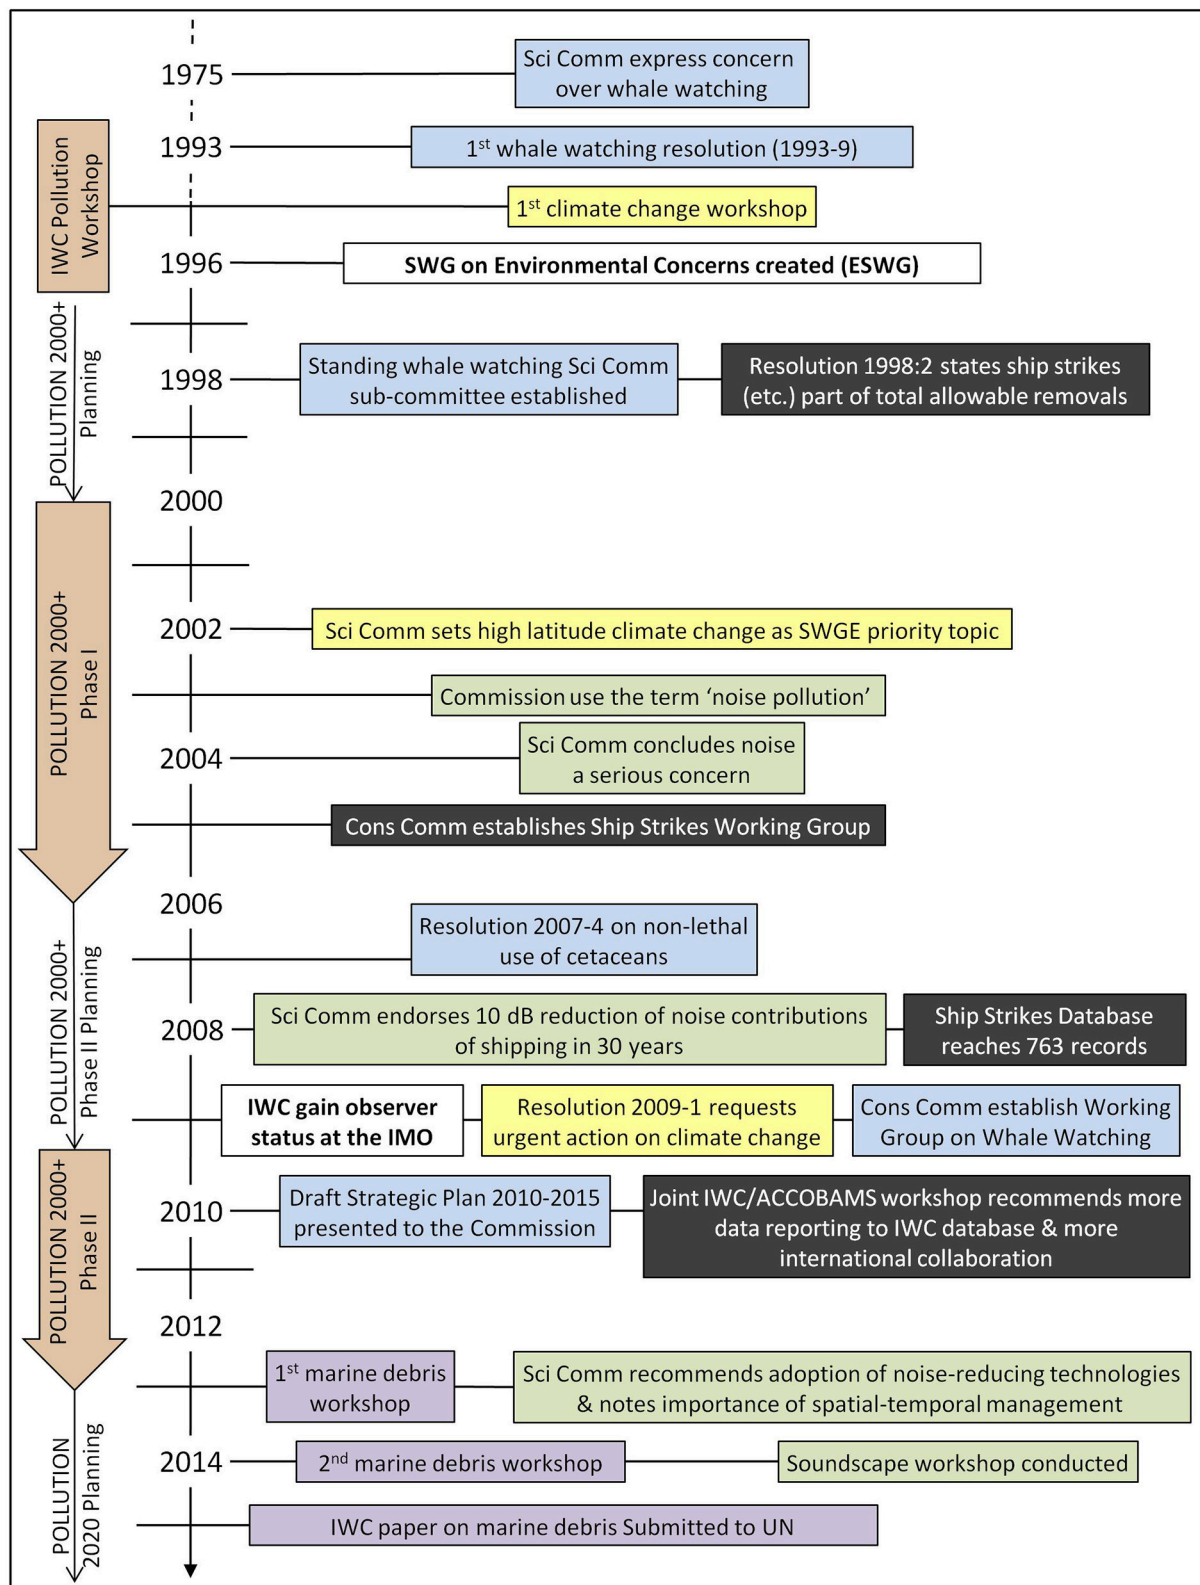 1975
Sci Comm express concern
over whale watching
1993
1st whale watching resolution (1993-9)
IWC Pollution
Workshop
1st climate change workshop
1996
SWG on Environmental Concerns created (ESWG)
POLLUTION 2000+
Planning
1998
Standing whale watching Sci Comm
sub-committee established
Resolution 1998:2 states ship strikes
(etc.) part of total allowable removals
2000
POLLUTION 2000+
Phase I
2002
Sci Comm sets high latitude climate change as SWGE priority topic
Commission use the term ‘noise pollution’
2004
Sci Comm concludes noise
a serious concern
Cons Comm establishes Ship Strikes Working Group
2006
POLLUTION 2000+
Phase II Planning
Resolution 2007-4 on non-lethal
use of cetaceans
2008
Sci Comm endorses 10 dB reduction of noise contributions
of shipping in 30 years
Ship Strikes Database
reaches 763 records
IWC gain observer
status at the IMO
Resolution 2009-1 requests
urgent action on climate change
Cons Comm establish Working
Group on Whale Watching
POLLUTION 2000+
Phase II
2010
Draft Strategic Plan 2010-2015
presented to the Commission
Joint IWC/ACCOBAMS workshop recommends more
data reporting to IWC database & more
international collaboration
2012
1st marine debris
workshop
Sci Comm recommends adoption of noise-reducing technologies
& notes importance of spatial-temporal management
POLLUTION
2020 Planning
2014
2nd marine debris workshop
Soundscape workshop conducted
IWC paper on marine debris Submitted to UN